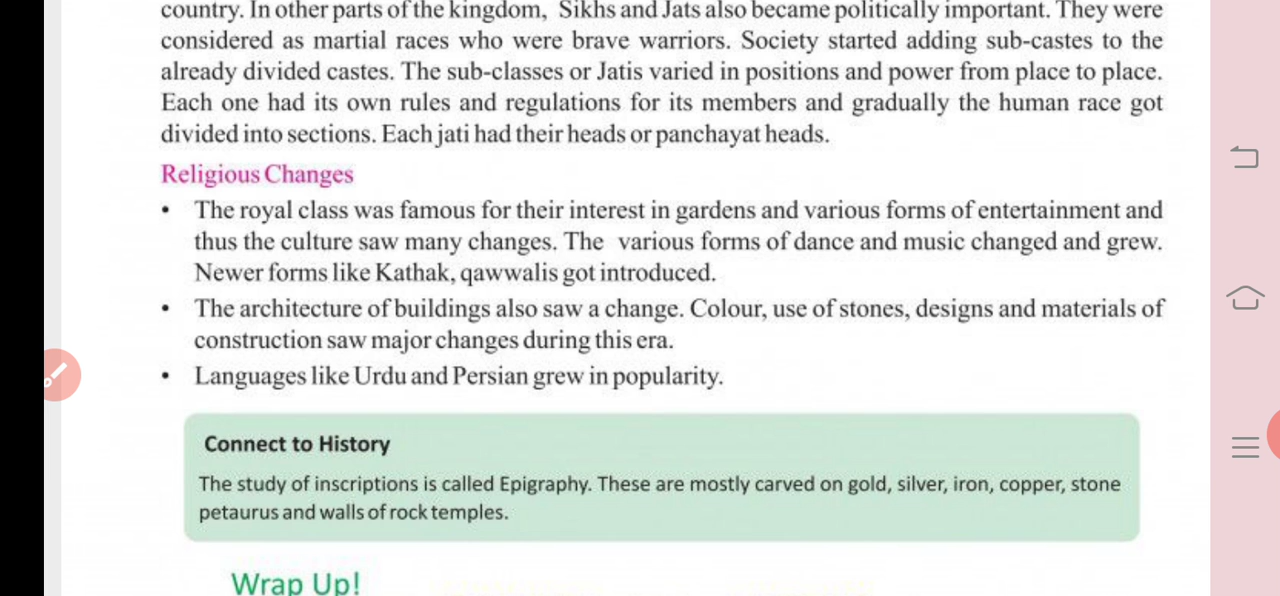 country. In other parts of the kingdom, Sikhs and Jats also became politically important. They were
considered as martial races who were brave warriors. Society started adding sub-castes to the
already divided castes. The sub-classes or Jatis varied in positions and power from place to place.
Each one had its own rules and regulations for its members and gradually the human race got
divided into sections. Each jati had their heads or panchayat heads.
Religious Changes
• The royal class was famous for their interest in gardens and various forms of entertainment and
thus the culture saw many changes. The various forms of dance and music changed and grew.
Newer forms like Kathak, qawwalis got introduced.
• The architecture of buildings also saw a change. Colour, use of stones, designs and materials of
construction saw major changes during this era.
• Languages like Urdu and Persian grew in popularity.
Connect to History
The study of inscriptions is called Epigraphy. These are mostly carved on gold, silver, iron, copper, stone
petaurus and walls of rock temples.
Wrap Up!